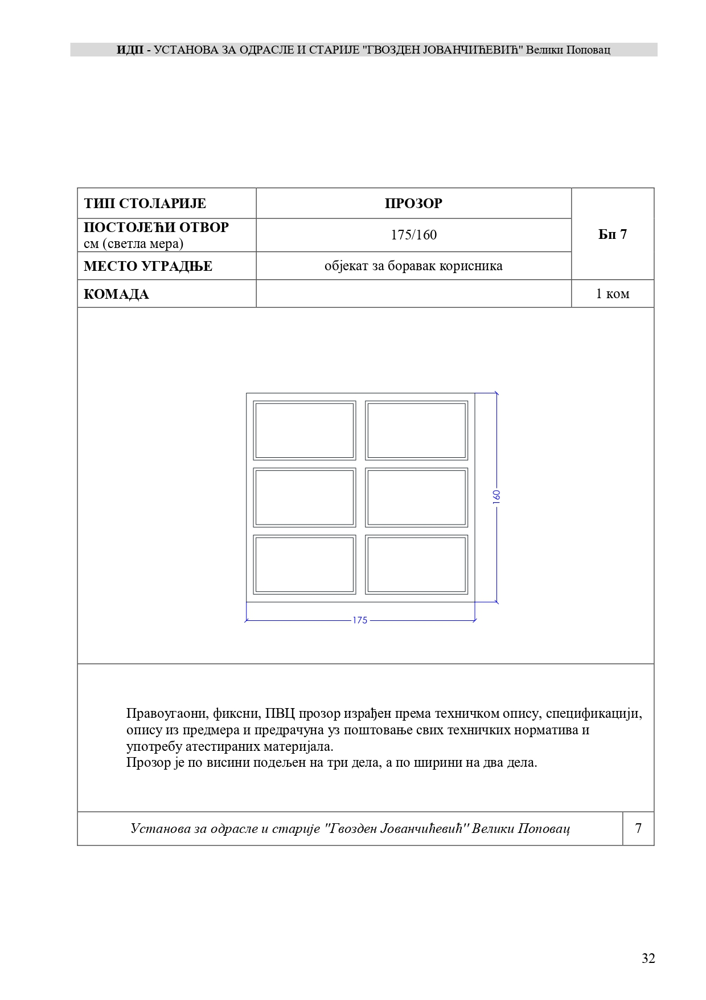 ИДП - УСТАНОВА ЗА ОДРАСЛЕ И СТАРИЈЕ "ГВОЗДЕН ЈОВАНЧИЋЕВИЋ" Велики Поповац
ТИП СТОЛАРИЈЕ
ПРОЗОР
Бп 7
ПОСТОЈЕЋИ ОТВОР
см (светла мера)
175/160
МЕСТО УГРАДЊЕ
објекат за боравак корисника
КОМАДА
1 ком
160
175
Правоугаони, фиксни, ПВЦ прозор израђен према техничком опису, спецификацији,
опису из предмера и предрачуна уз поштовање свих техничких норматива и
употребу атестираних материјала.
Прозор је по висини подељен на три дела, а по ширини на два дела.
Установа за одрасле и старије "Гвозден Јованчићевић" Велики Поповац
7
32